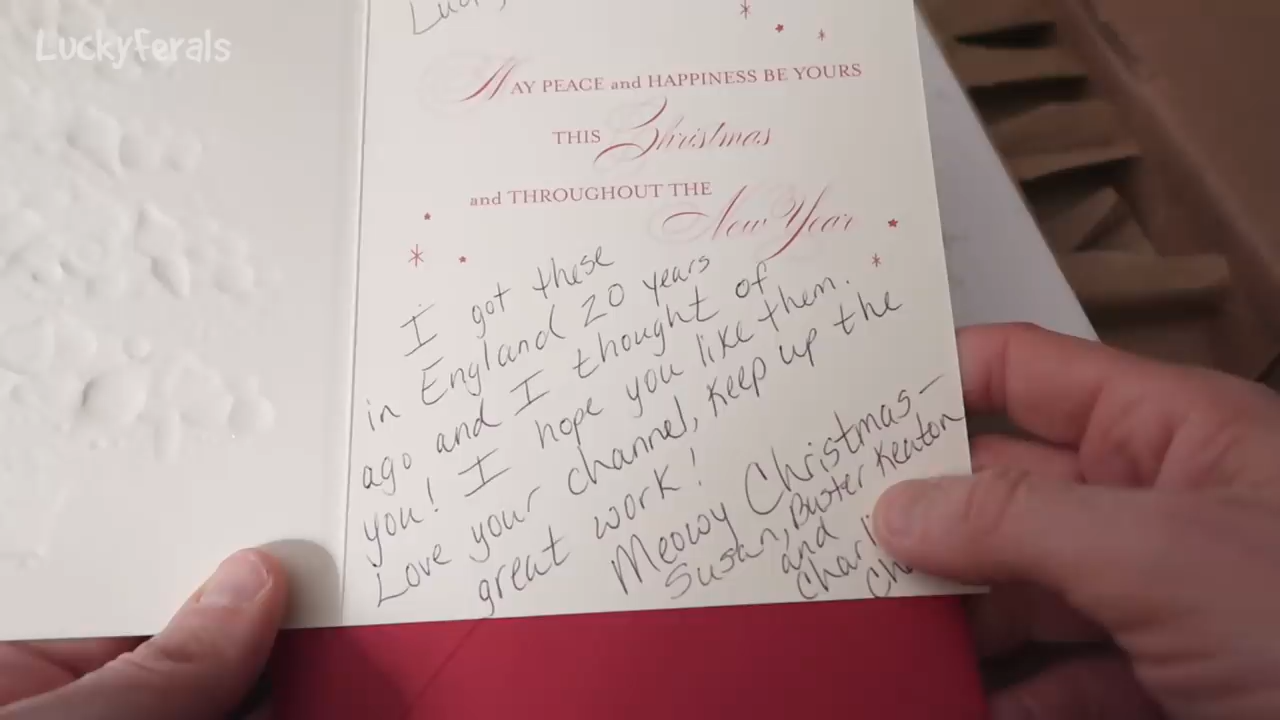 LuckyFerals
MAY PEACE and HAPPINESS BE YOURS
THIS Christmas
and THROUGHOUT THE
New Year
I got these
in England 20 years
ago and I thought of
you! I hope you like them.
Love your channel, keep up the
great work!
Meowy Christmas-
Susan, Buster Keaton
and